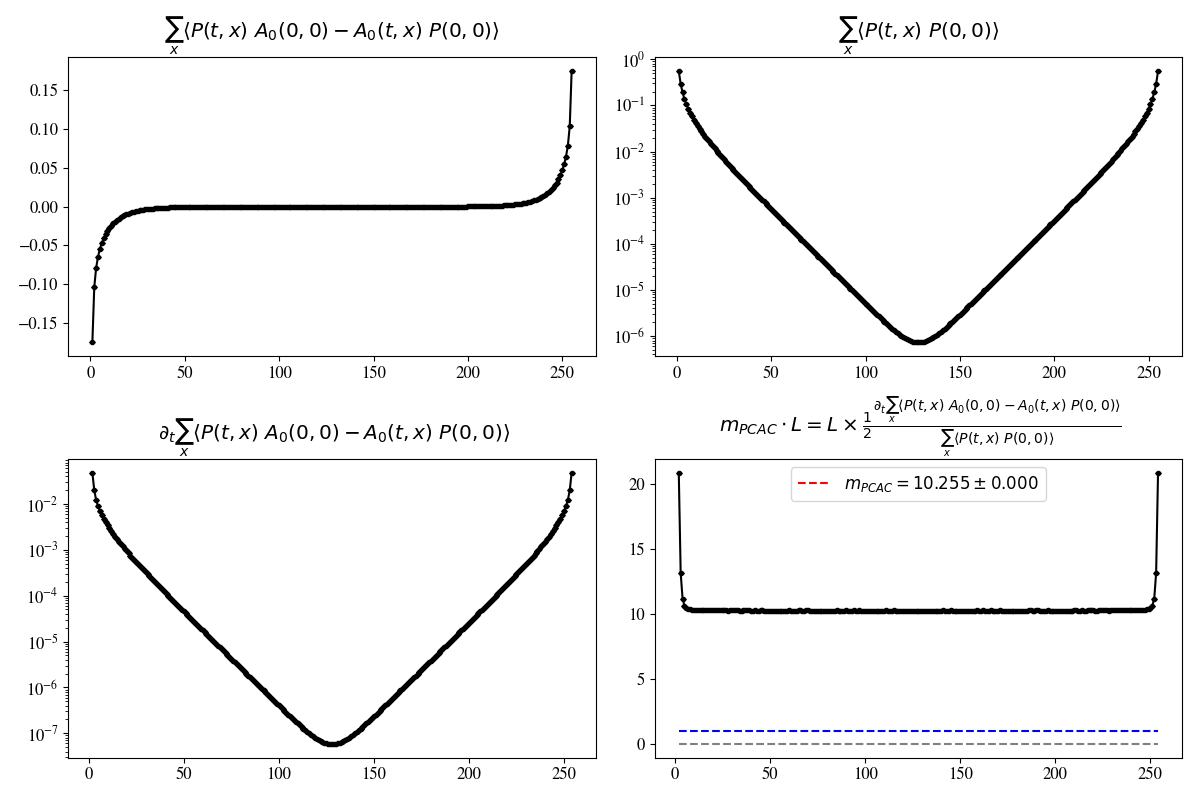 ∑_x ⟨P(t, x) A_0(0, 0) − A_0(t, x) P(0, 0)⟩
0.15
0.10
0.05
0.00
−0.05
−0.10
−0.15
0 50 100 150 200 250
∑_x ⟨P(t, x) P(0, 0)⟩
10^0
10^−1
10^−2
10^−3
10^−4
10^−5
10^−6
0 50 100 150 200 250
∂_t ∑_x ⟨P(t, x) A_0(0, 0) − A_0(t, x) P(0, 0)⟩
10^−2
10^−3
10^−4
10^−5
10^−6
10^−7
0 50 100 150 200 250
m_PCAC · L = L × 1/2 ∂_t ∑_x ⟨P(t, x) A_0(0, 0) − A_0(t, x) P(0, 0)⟩ / ∑_x ⟨P(t, x) P(0, 0)⟩
m_PCAC = 10.255 ± 0.000
20
15
10
5
0
0 50 100 150 200 250